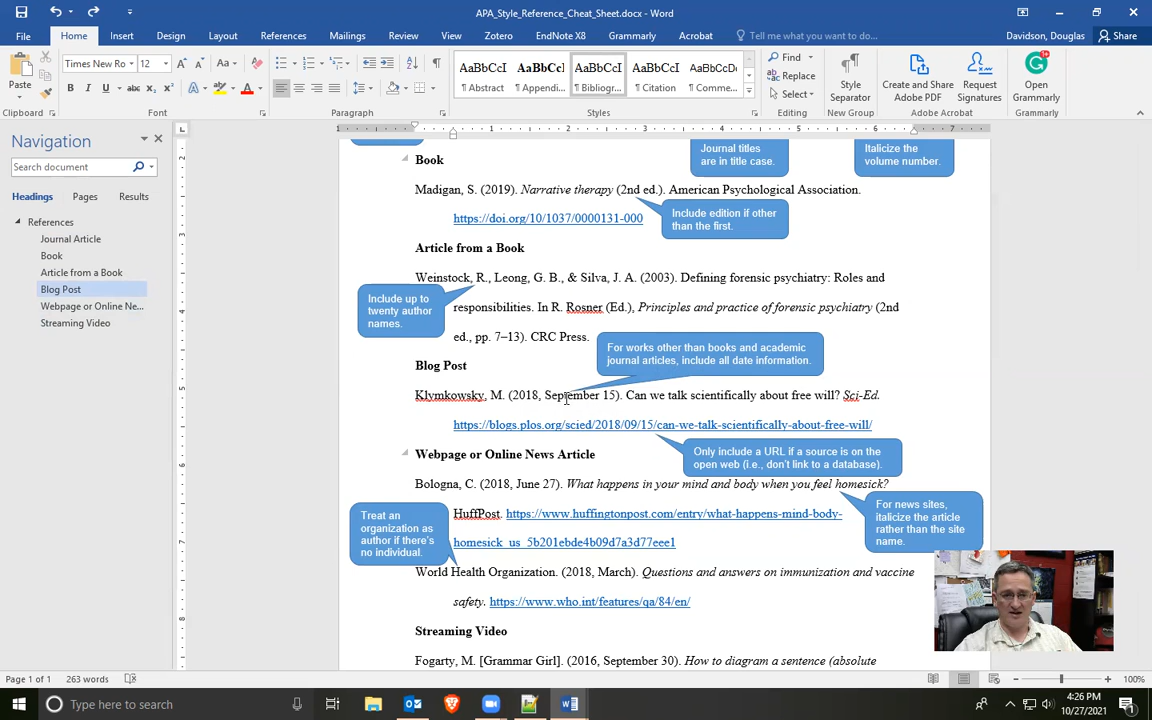 APA_Style_Reference_Cheat_Sheet.docx - Word
File Home Insert Design Layout References Mailings Review View Zotero EndNote X8 Grammarly Acrobat Tell me what you want to do Davidson, Douglas Share
Paste
Clipboard
Times New Ro 12
Font
Paragraph
AaBbCcI AaBbCc AaBbCcI AaBbCcI AaBbCcI
¶ Abstract ¶ Appendi... ¶ Bibliogr... ¶ Citation ¶ Comme...
Styles
Find
Replace
Select
Editing
Style Separator
New Group
Create and Share Adobe PDF
Request Signatures
Adobe Acrobat
Open Grammarly
Grammarly
Navigation
Search document
Headings Pages Results
References
Journal Article
Book
Article from a Book
Blog Post
Webpage or Online Ne...
Streaming Video
Journal titles
are in title case.
Italicize the
volume number.
Book
Madigan, S. (2019). Narrative therapy (2nd ed.). American Psychological Association.
https://doi.org/10/1037/0000131-000
Include edition if other
than the first.
Article from a Book
Weinstock, R., Leong, G. B., & Silva, J. A. (2003). Defining forensic psychiatry: Roles and
responsibilities. In R. Rosner (Ed.), Principles and practice of forensic psychiatry (2nd
ed., pp. 7–13). CRC Press.
Include up to
twenty author
names.
For works other than books and academic
journal articles, include all date information.
Blog Post
Klymkowsky, M. (2018, September 15). Can we talk scientifically about free will? Sci-Ed.
https://blogs.plos.org/scied/2018/09/15/can-we-talk-scientifically-about-free-will/
Only include a URL if a source is on the
open web (i.e., don't link to a database).
Webpage or Online News Article
Bologna, C. (2018, June 27). What happens in your mind and body when you feel homesick?
HuffPost. https://www.huffingtonpost.com/entry/what-happens-mind-body-
homesick_us_5b201ebde4b09d7a3d77eee1
For news sites,
italicize the article
rather than the site
name.
Treat an
organization as
author if there's
no individual.
World Health Organization. (2018, March). Questions and answers on immunization and vaccine
safety. https://www.who.int/features/qa/84/en/
Streaming Video
Fogarty, M. [Grammar Girl]. (2016, September 30). How to diagram a sentence (absolute
Page 1 of 1 263 words
100%
Type here to search
4:26 PM
10/27/2021